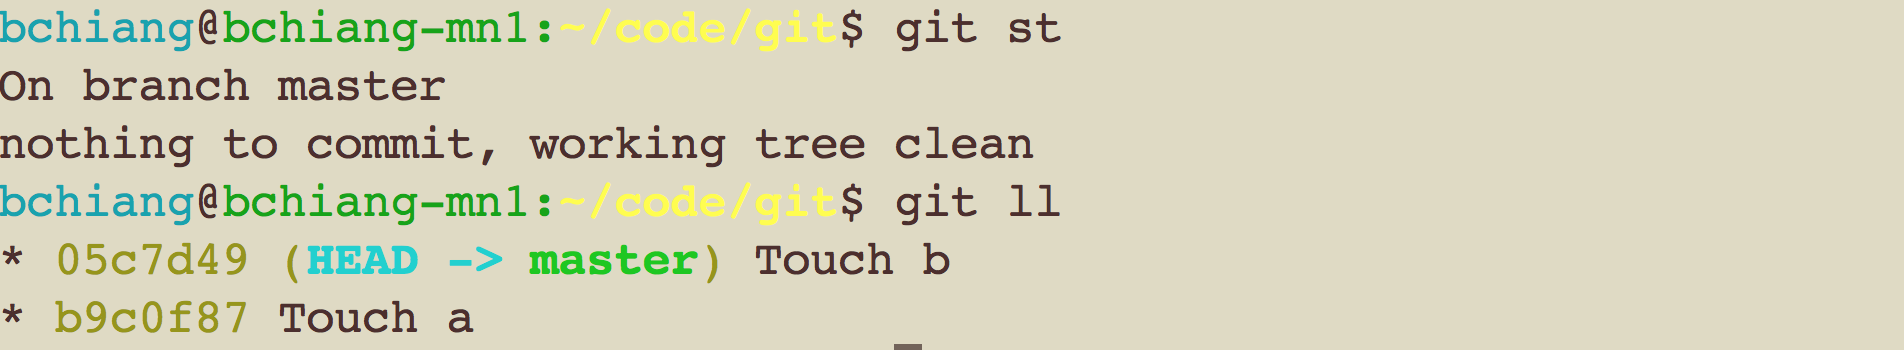 bchiang@bchiang-mn1:~/code/git$ git st
On branch master
nothing to commit, working tree clean
bchiang@bchiang-mn1:~/code/git$ git ll
* 05c7d49 (HEAD -> master) Touch b
* b9c0f87 Touch a